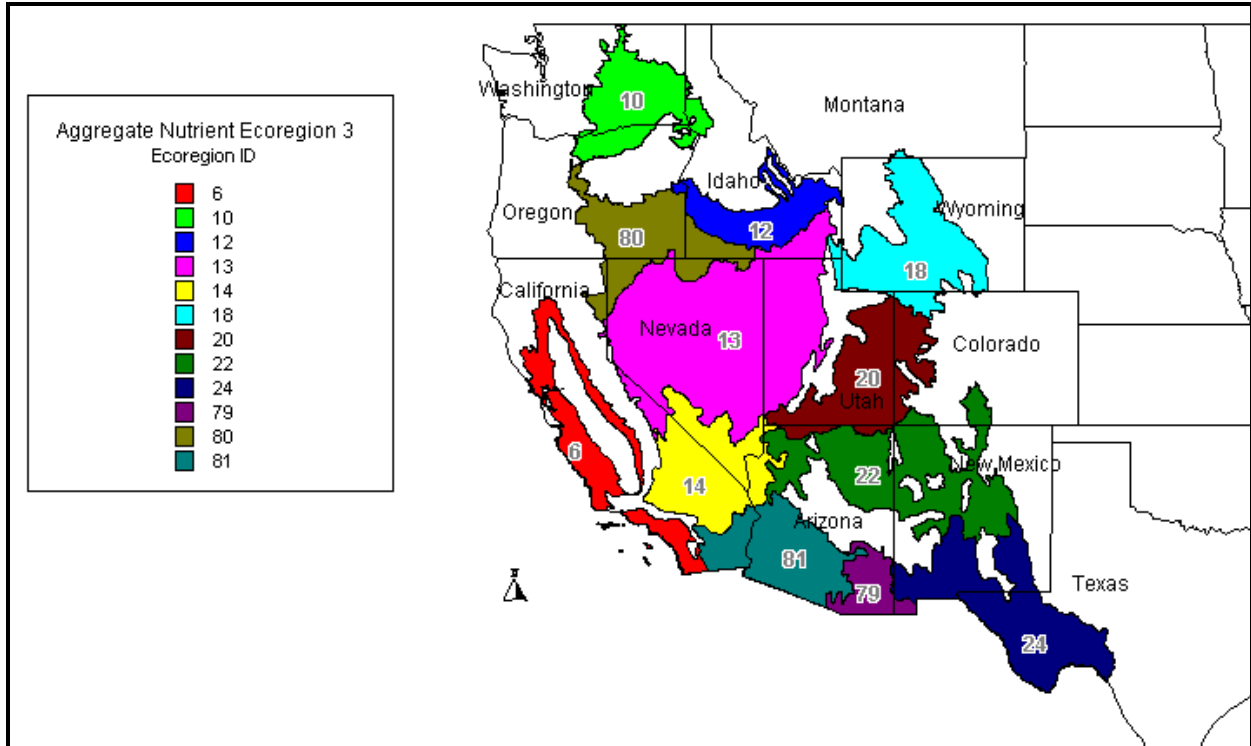 Aggregate Nutrient Ecoregion 3
Ecoregion ID
6
10
12
13
14
18
20
22
24
79
80
81
Washington
10
Montana
Idaho
Oregon
Wyoming
12
80
18
California
Nevada
13
Colorado
20
Utah
6
22
New Mexico
14
Arizona
81
79
Texas
24